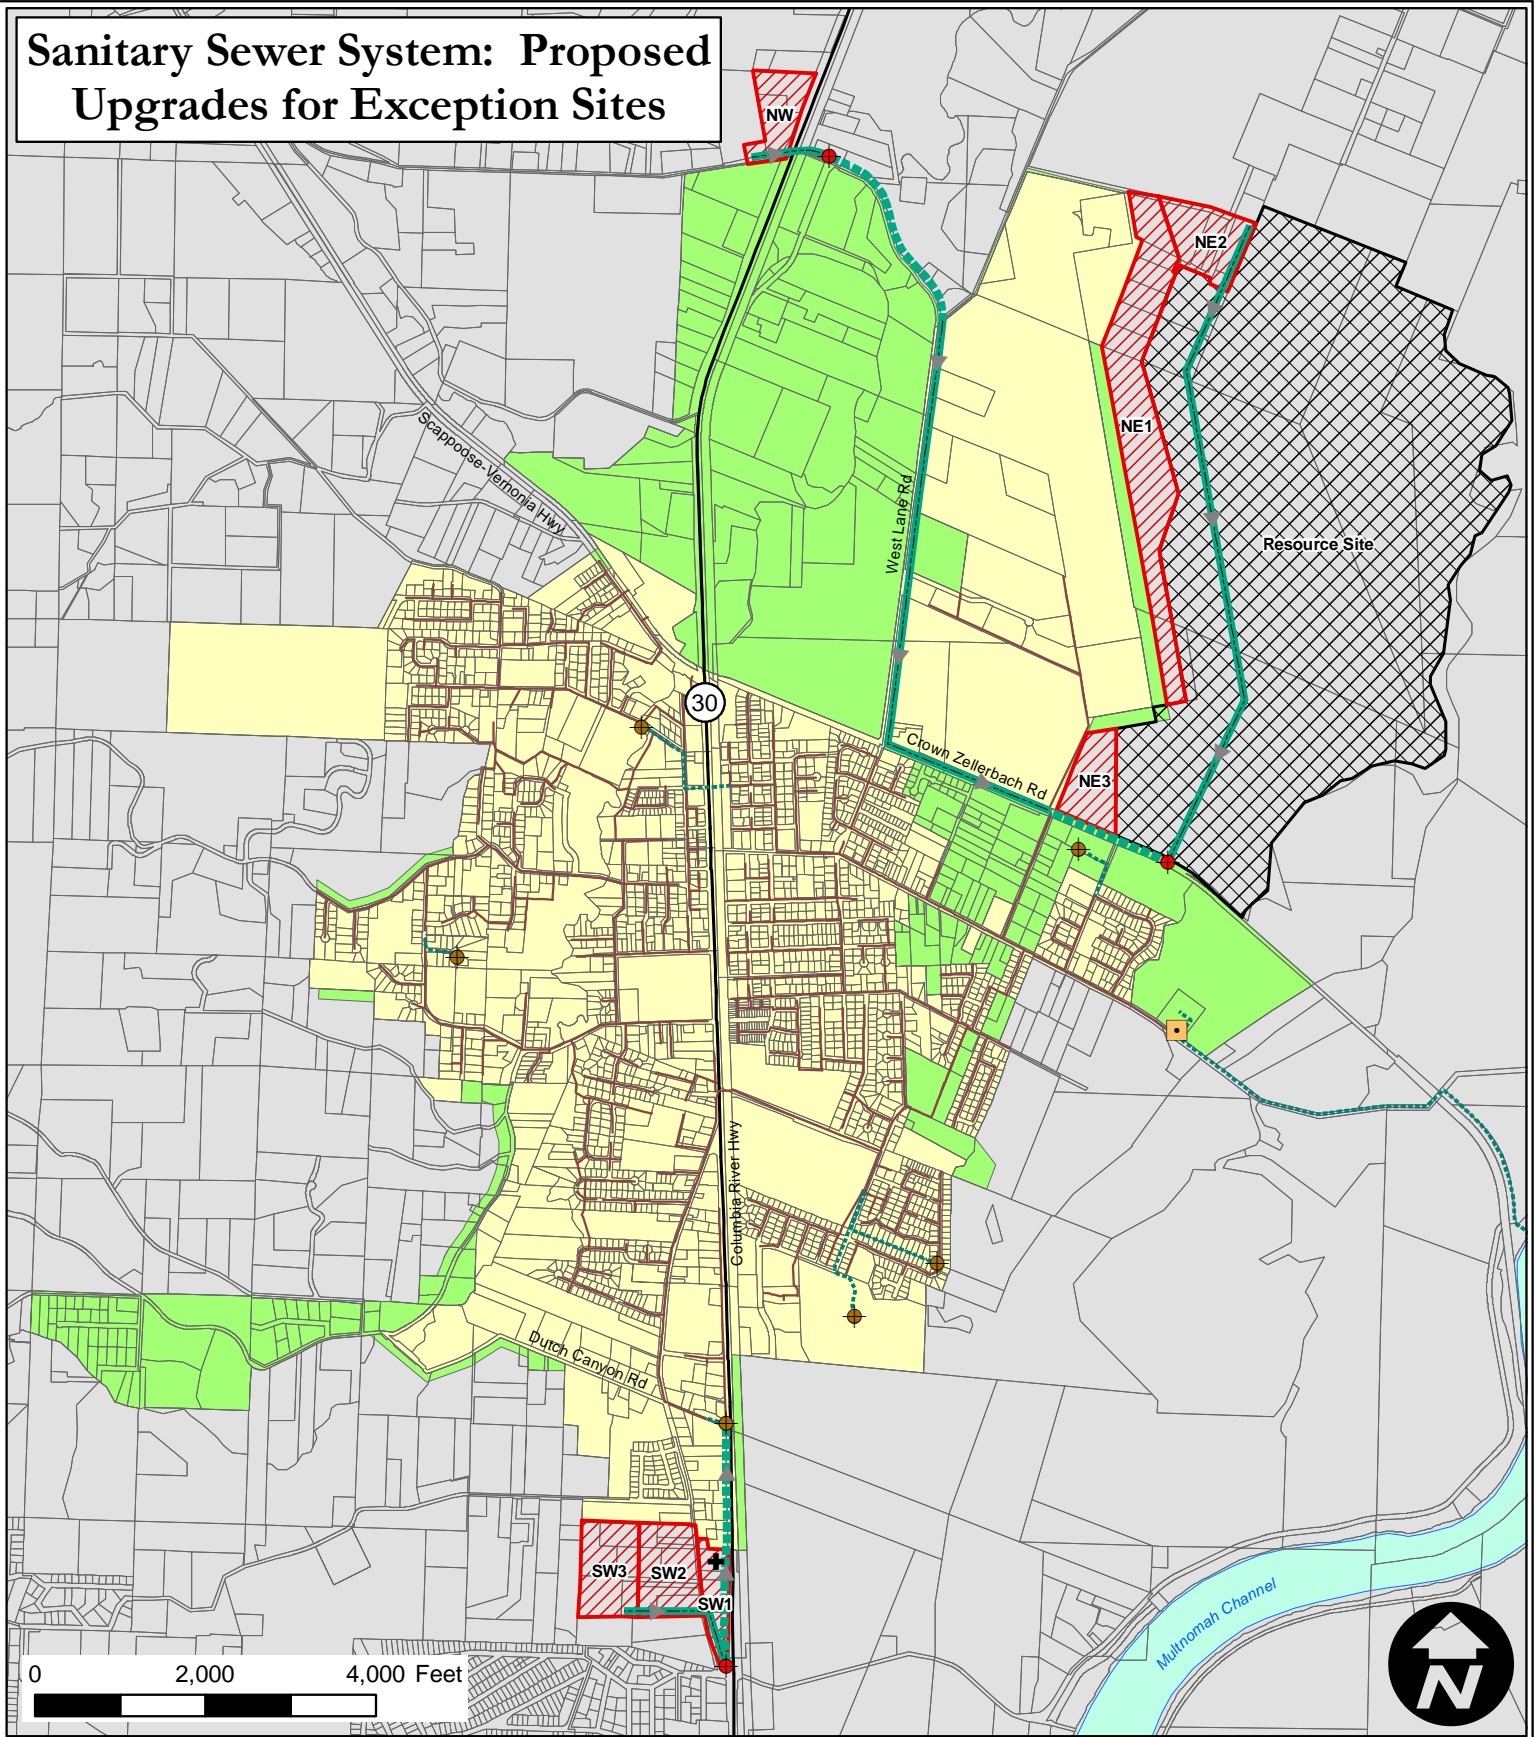 Sanitary Sewer System: Proposed
Upgrades for Exception Sites
NW
NE2
NE1
Scappoose-Vernonia Hwy
West Lane Rd
Resource Site
30
Crown Zellerbach Rd
NE3
Columbia River Hwy
Dutch Canyon Rd
SW3
SW2
SW1
Multnomah Channel
0 2,000 4,000 Feet
N